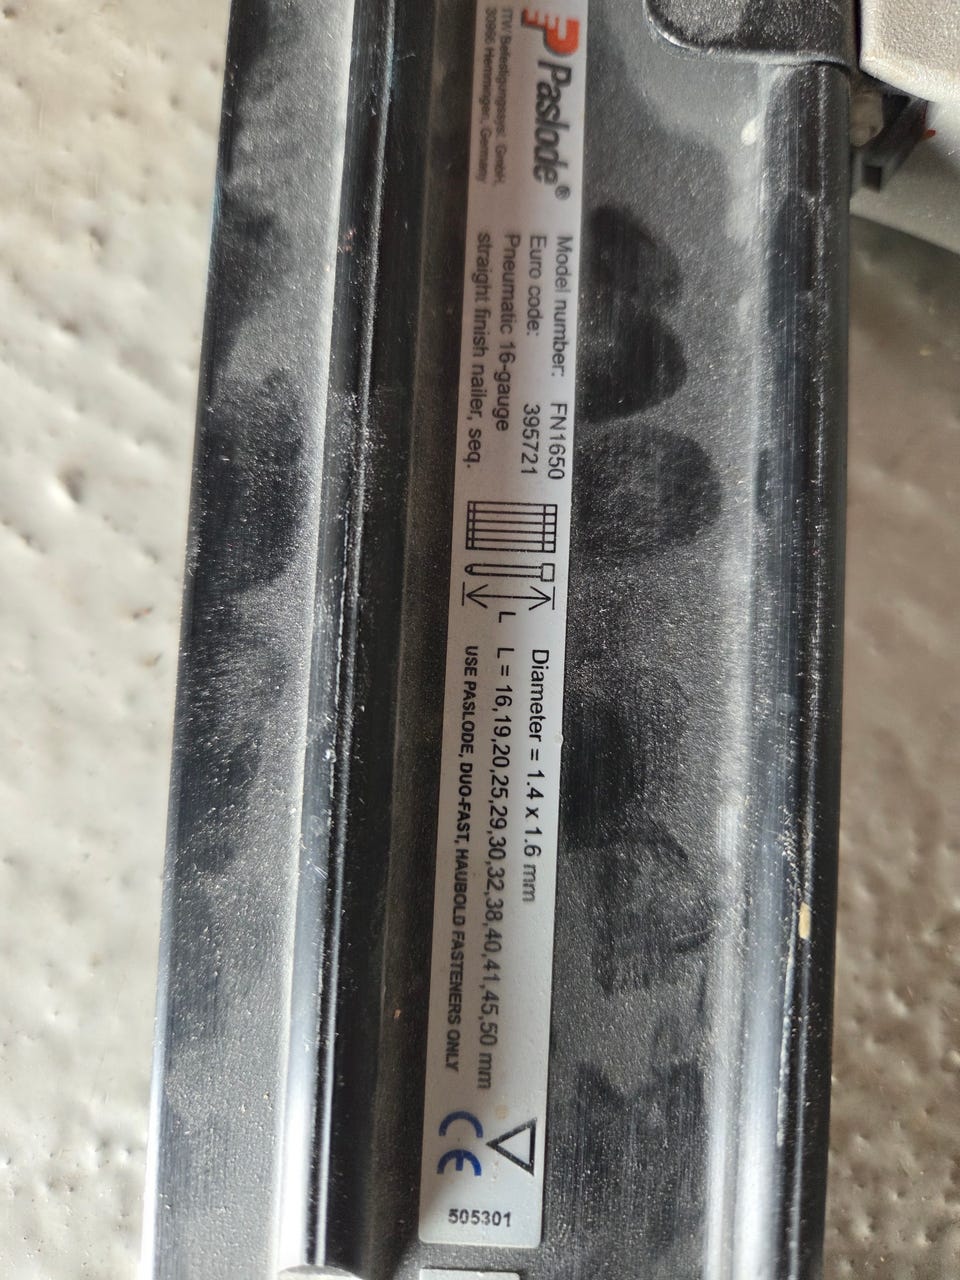 Paslode®
ITW Befestigungssyst. GmbH,
30966 Hemmingen, Germany
Model number: FN1650
Euro code: 395721
Pneumatic 16-gauge
straight finish nailer, seq.
L
Diameter = 1.4 x 1.6 mm
L = 16,19,20,25,29,30,32,38,40,41,45,50 mm
USE PASLODE, DUO-FAST, HAUBOLD FASTENERS ONLY
CE
505301